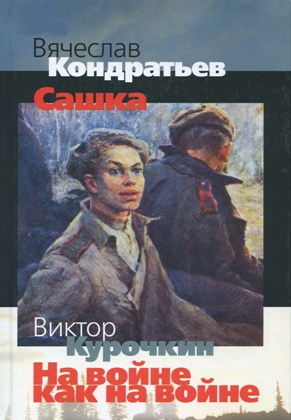 Вячеслав
Кондратьев
Сашка
Виктор
Курочкин
На войне
как на войне